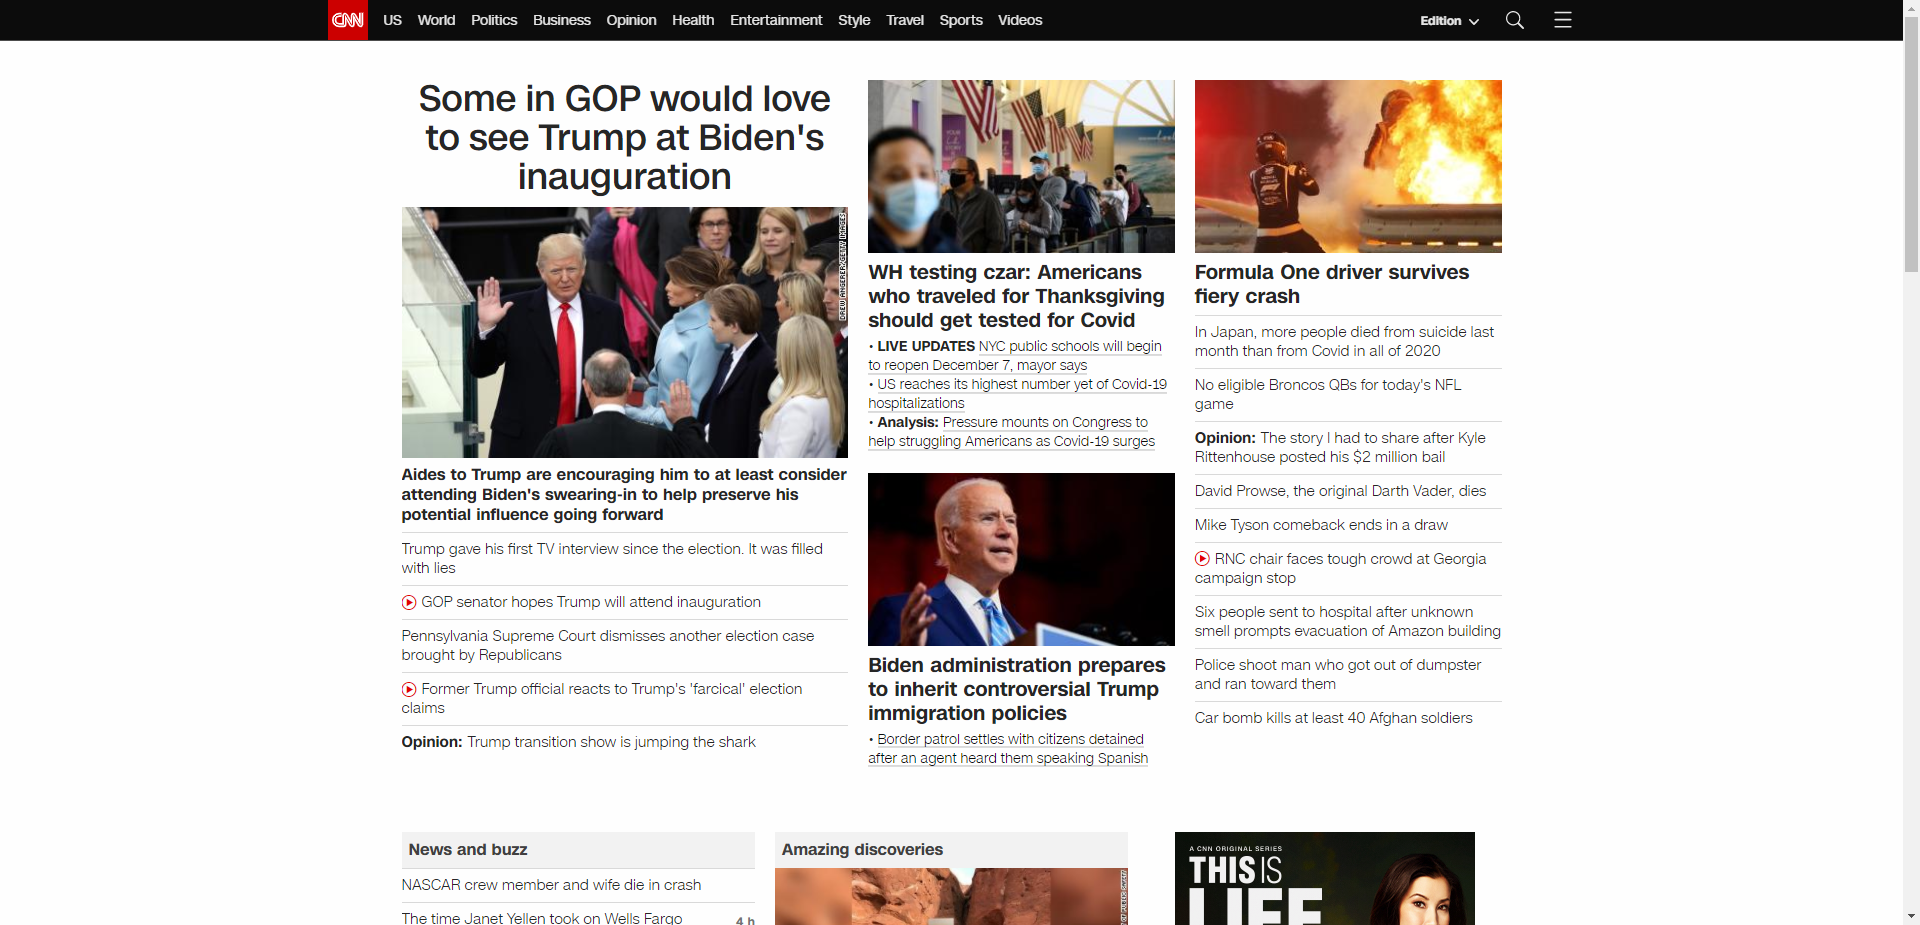 CNN
US World Politics Business Opinion Health Entertainment Style Travel Sports Videos
Edition
Some in GOP would love
to see Trump at Biden's
inauguration
DREW ANGERER/GETTY IMAGES
Aides to Trump are encouraging him to at least consider
attending Biden's swearing-in to help preserve his
potential influence going forward
Trump gave his first TV interview since the election. It was filled
with lies
GOP senator hopes Trump will attend inauguration
Pennsylvania Supreme Court dismisses another election case
brought by Republicans
Former Trump official reacts to Trump's 'farcical' election
claims
Opinion: Trump transition show is jumping the shark
WH testing czar: Americans
who traveled for Thanksgiving
should get tested for Covid
• LIVE UPDATES NYC public schools will begin
to reopen December 7, mayor says
• US reaches its highest number yet of Covid-19
hospitalizations
• Analysis: Pressure mounts on Congress to
help struggling Americans as Covid-19 surges
Biden administration prepares
to inherit controversial Trump
immigration policies
• Border patrol settles with citizens detained
after an agent heard them speaking Spanish
Formula One driver survives
fiery crash
In Japan, more people died from suicide last
month than from Covid in all of 2020
No eligible Broncos QBs for today's NFL
game
Opinion: The story I had to share after Kyle
Rittenhouse posted his $2 million bail
David Prowse, the original Darth Vader, dies
Mike Tyson comeback ends in a draw
RNC chair faces tough crowd at Georgia
campaign stop
Six people sent to hospital after unknown
smell prompts evacuation of Amazon building
Police shoot man who got out of dumpster
and ran toward them
Car bomb kills at least 40 Afghan soldiers
News and buzz
NASCAR crew member and wife die in crash
The time Janet Yellen took on Wells Fargo
4 h
Amazing discoveries
OF PUBLIC SAFETY
A CNN ORIGINAL SERIES
THIS IS
LIFE